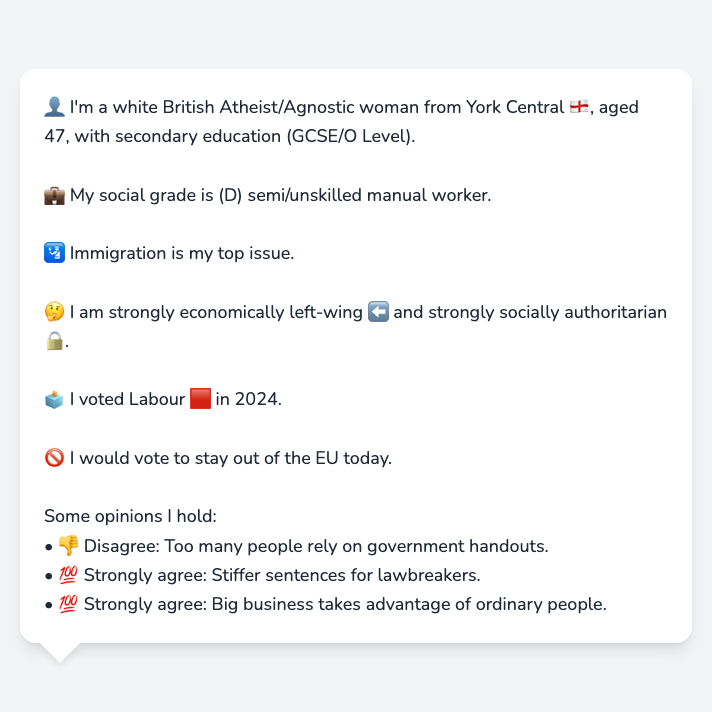 👤 I'm a white British Atheist/Agnostic woman from York Central 🏴󠁧󠁢󠁥󠁮󠁧󠁿, aged
47, with secondary education (GCSE/O Level).
💼 My social grade is (D) semi/unskilled manual worker.
🛂 Immigration is my top issue.
🤔 I am strongly economically left-wing ⬅️ and strongly socially authoritarian
🔒.
🗳️ I voted Labour 🟥 in 2024.
🚫 I would vote to stay out of the EU today.
Some opinions I hold:
• 👎 Disagree: Too many people rely on government handouts.
• 💯 Strongly agree: Stiffer sentences for lawbreakers.
• 💯 Strongly agree: Big business takes advantage of ordinary people.